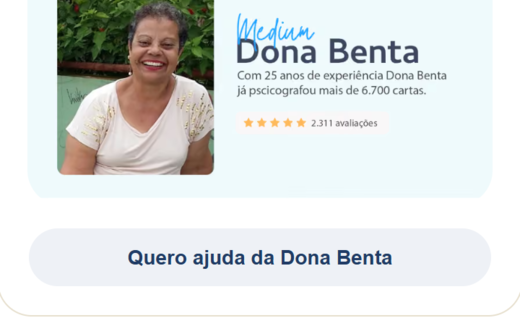 Medium
Dona Benta
Com 25 anos de experiência Dona Benta
já pscicografou mais de 6.700 cartas.
2.311 avaliações
Quero ajuda da Dona Benta